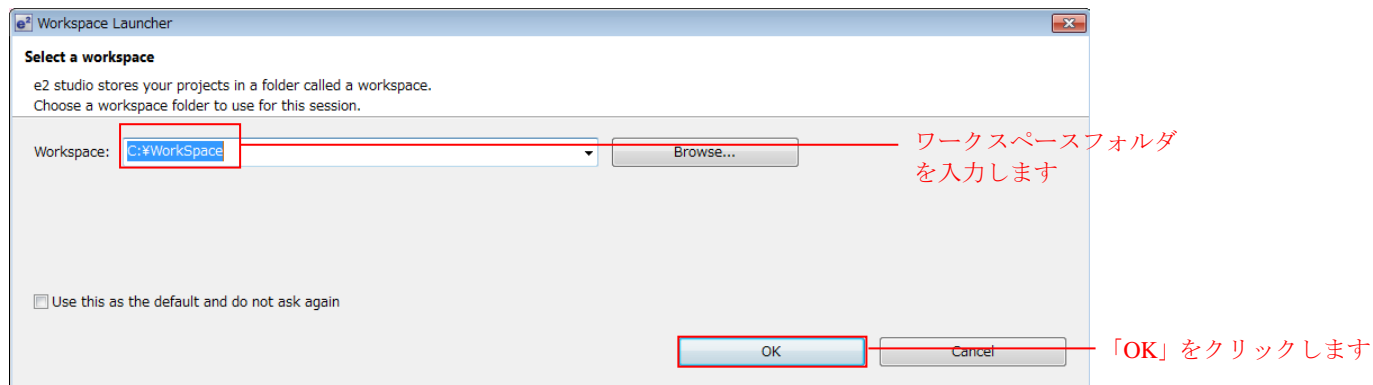 e² Workspace Launcher
Select a workspace
e2 studio stores your projects in a folder called a workspace.
Choose a workspace folder to use for this session.
Workspace: C:¥WorkSpace Browse...
ワークスペースフォルダ
を入力します
Use this as the default and do not ask again
OK Cancel
「OK」をクリックします